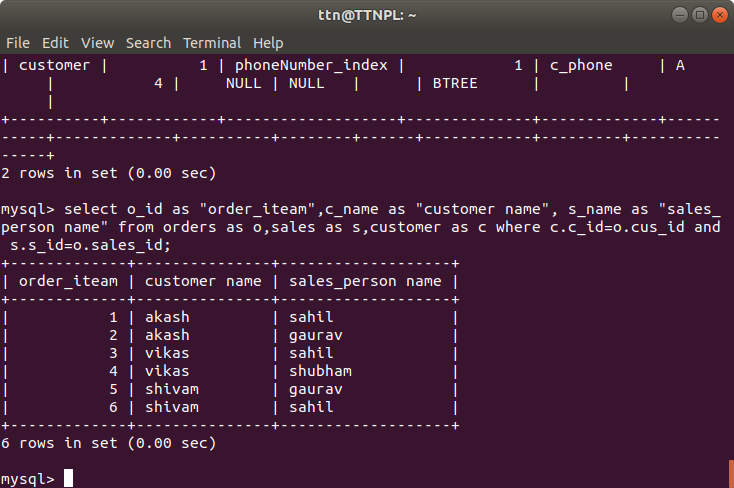 ttn@TTNPL: ~
File Edit View Search Terminal Help
| customer |          1 | phoneNumber_index |            1 | c_phone     | A
     |           4 |     NULL | NULL   |      | BTREE      |         |
     |
+----------+------------+-------------------+--------------+-------------+------
-----+-------------+----------+--------+------+------------+---------+----------
-----+
2 rows in set (0.00 sec)
mysql> select o_id as "order_iteam",c_name as "customer name", s_name as "sales_
person name" from orders as o,sales as s,customer as c where c.c_id=o.cus_id and
 s.s_id=o.sales_id;
+-------------+---------------+-------------------+
| order_iteam | customer name | sales_person name |
+-------------+---------------+-------------------+
|           1 | akash         | sahil             |
|           2 | akash         | gaurav            |
|           3 | vikas         | sahil             |
|           4 | vikas         | shubham           |
|           5 | shivam        | gaurav            |
|           6 | shivam        | sahil             |
+-------------+---------------+-------------------+
6 rows in set (0.00 sec)
mysql>